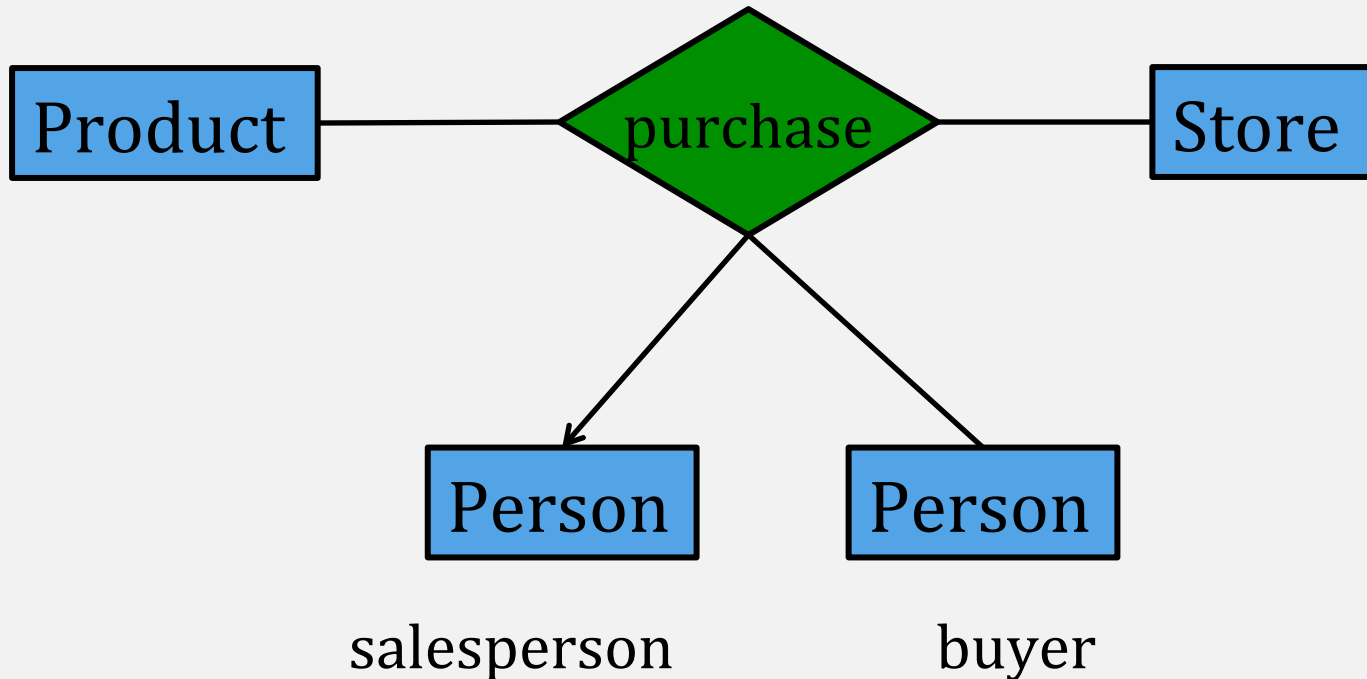 Product
purchase
Store
Person
Person
salesperson
buyer